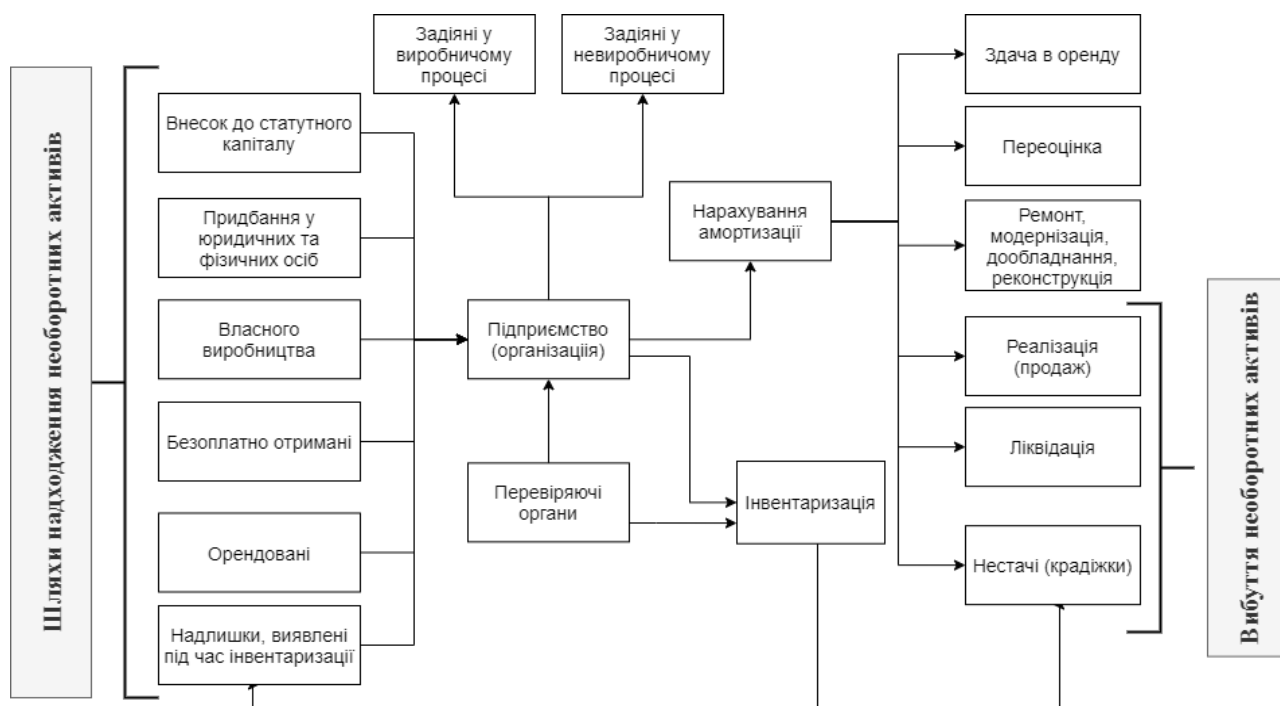 Шляхи надходження необоротних активів
Внесок до статутного
капіталу
Придбання у
юридичних та
фізичних осіб
Власного
виробництва
Безоплатно отримані
Орендовані
Надлишки, виявлені
під час інвентаризації
Задіяні у
виробничому
процесі
Задіяні у
невиробничому
процесі
Підприємство
(організаціія)
Перевіряючі
органи
Нарахування
амортизації
Інвентаризація
Здача в оренду
Переоцінка
Ремонт,
модернізація,
дообладнання,
реконструкція
Реалізація
(продаж)
Ліквідація
Нестачі (крадіжки)
Вибуття необоротних активів